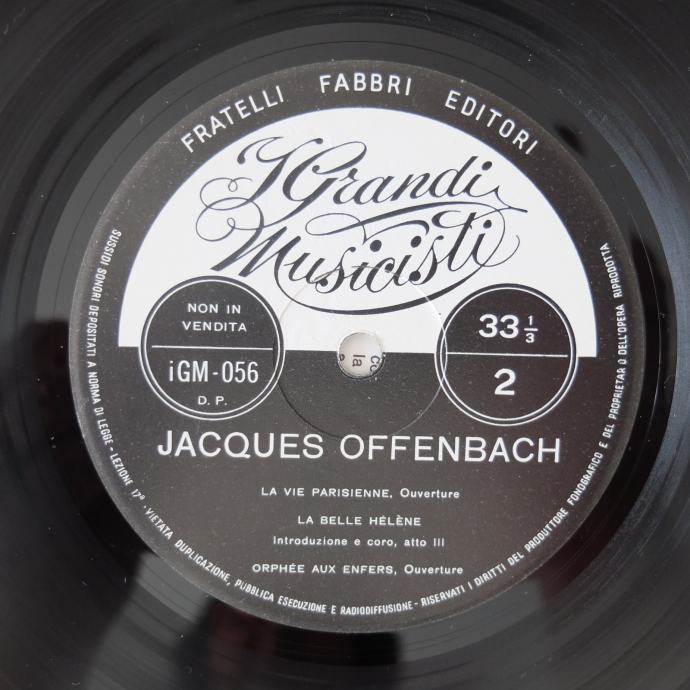 FRATELLI FABBRI EDITORI
I Grandi
Musicisti
NON IN
VENDITA
iGM-056
D. P.
33 1/3
2
JACQUES OFFENBACH
LA VIE PARISIENNE, Ouverture
LA BELLE HÉLÈNE
Introduzione e coro, atto III
ORPHÉE AUX ENFERS, Ouverture
SUSSIDI SONORI DEPOSITATI A NORMA DI LEGGE - LEZIONE 17ª - VIETATA DUPLICAZIONE, PUBBLICA ESECUZIONE E RADIODIFFUSIONE - RISERVATI I DIRITTI DEL PRODUTTORE FONOGRAFICO E DEL PROPRIETAR O DELL'OPERA RIPRODOTTA
la